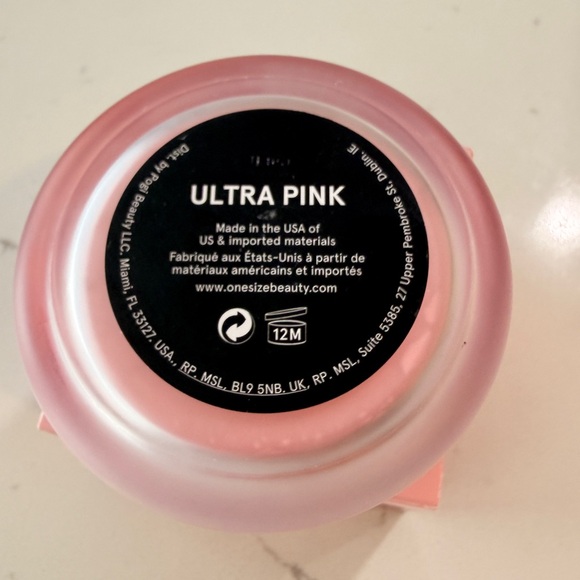 ULTRA PINK
Made in the USA of
US & imported materials
Fabriqué aux États-Unis à partir de
matériaux américains et importés
www.onesizebeauty.com
12M
Dist. by Pogi Beauty LLC. Miami, FL 33127. USA., RP. MSL, BL9 5NB. UK, RP. MSL, Suite 5385, 27 Upper Pembroke St, Dublin, IE